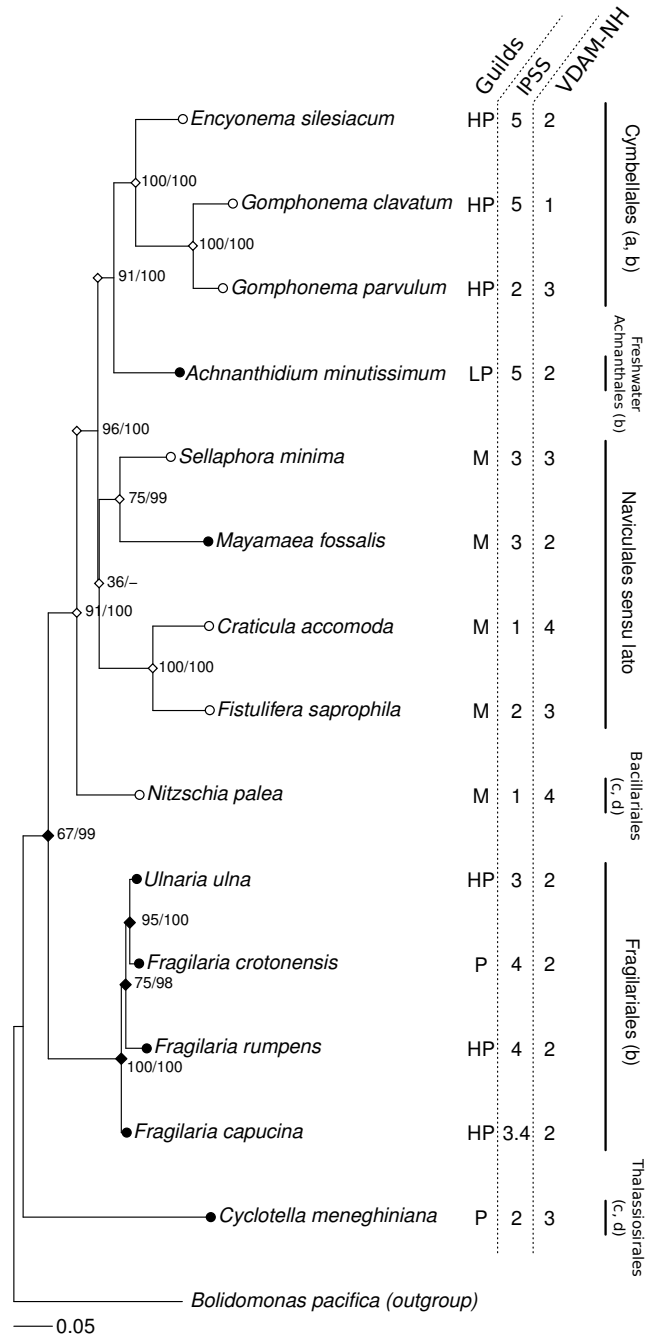 Guilds
IPSS
VDAM-NH
Encyonema silesiacum HP 5 2
100/100
Gomphonema clavatum HP 5 1
100/100
91/100
Gomphonema parvulum HP 2 3
Cymbellales (a, b)
Achnanthidium minutissimum LP 5 2
Freshwater
Achnanthales (b)
96/100
Sellaphora minima M 3 3
75/99
Mayamaea fossalis M 3 2
36/–
91/100
Craticula accomoda M 1 4
100/100
Fistulifera saprophila M 2 3
Naviculales sensu lato
Nitzschia palea M 1 4
Bacillariales
(c, d)
67/99
Ulnaria ulna HP 3 2
95/100
Fragilaria crotonensis P 4 2
75/98
Fragilaria rumpens HP 4 2
100/100
Fragilaria capucina HP 3.4 2
Fragilariales (b)
Cyclotella meneghiniana P 2 3
Thalassiosirales
(c, d)
Bolidomonas pacifica (outgroup)
0.05